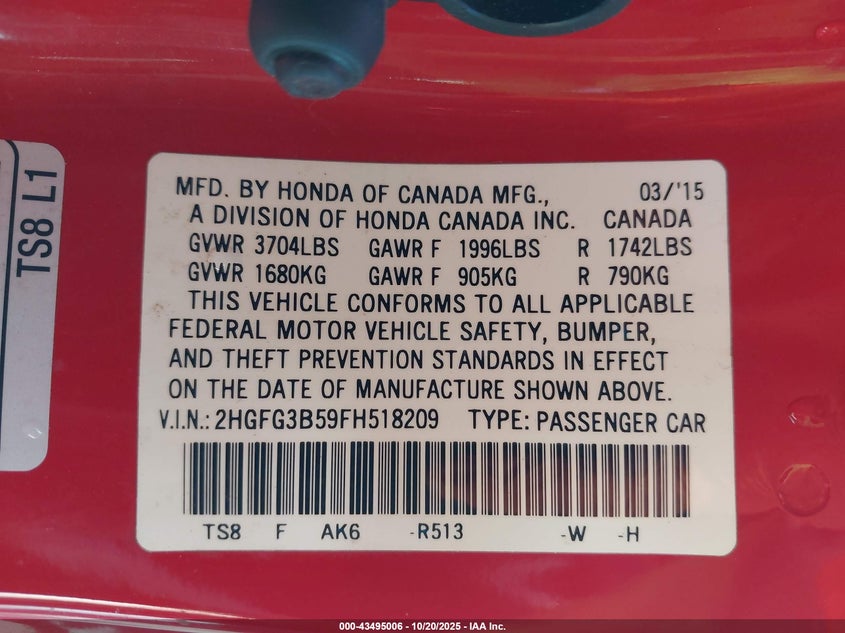 TS8 L1
MFD. BY HONDA OF CANADA MFG., 03/'15
A DIVISION OF HONDA CANADA INC. CANADA
GVWR 3704LBS GAWR F 1996LBS R 1742LBS
GVWR 1680KG GAWR F 905KG R 790KG
THIS VEHICLE CONFORMS TO ALL APPLICABLE
FEDERAL MOTOR VEHICLE SAFETY, BUMPER,
AND THEFT PREVENTION STANDARDS IN EFFECT
ON THE DATE OF MANUFACTURE SHOWN ABOVE.
V.I.N.: 2HGFG3B59FH518209 TYPE: PASSENGER CAR
TS8 F AK6 -R513 -W -H
000-43495006 - 10/20/2025 - IAA Inc.